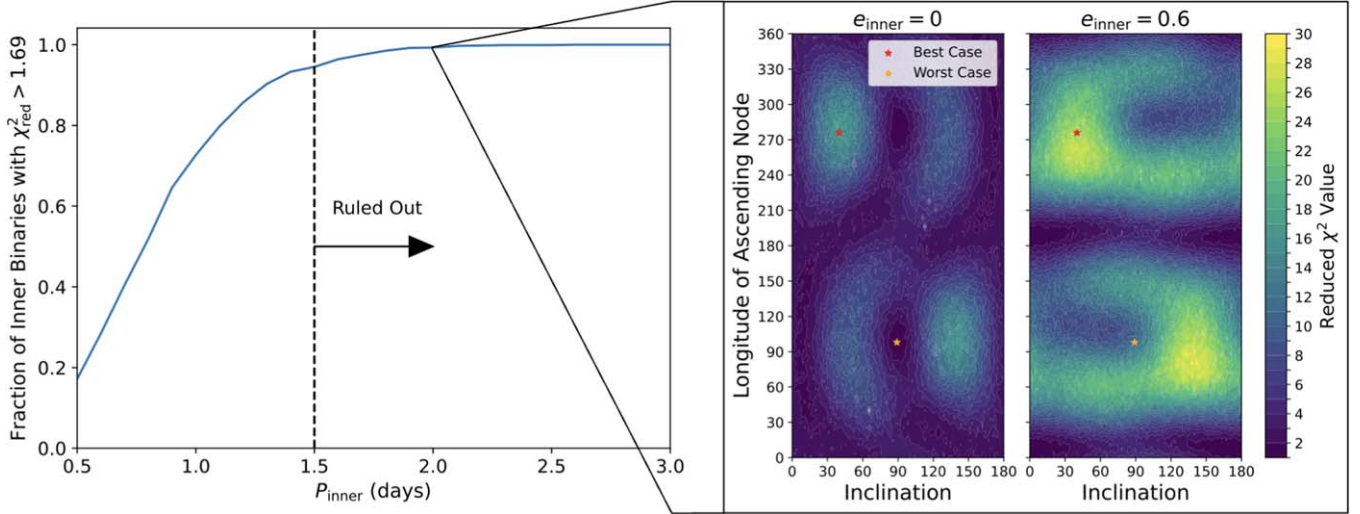 Fraction of Inner Binaries with χ²red > 1.69
1.0
0.8
0.6
0.4
0.2
0.0
Ruled Out
0.5 1.0 1.5 2.0 2.5 3.0
Pinner (days)
einner = 0
einner = 0.6
Longitude of Ascending Node
360
330
300
270
240
210
180
150
120
90
60
30
0
Best Case
Worst Case
0 30 60 90 120 150 180
Inclination
0 30 60 90 120 150 180
Inclination
30
28
26
24
22
20
18
16
14
12
10
8
6
4
2
Reduced χ² Value